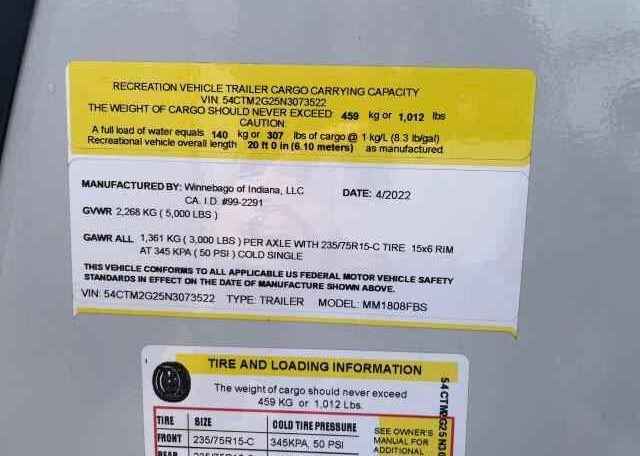 RECREATION VEHICLE TRAILER CARGO CARRYING CAPACITY
VIN: 54CTM2G25N3073522
THE WEIGHT OF CARGO SHOULD NEVER EXCEED: 459 kg or 1,012 lbs
CAUTION:
A full load of water equals 140 kg or 307 lbs of cargo @ 1 kg/L (8.3 lb/gal)
Recreational vehicle overall length 20 ft 0 in (6.10 meters) as manufactured
MANUFACTURED BY: Winnebago of Indiana, LLC DATE: 4/2022
CA. I.D. #99-2291
GVWR 2,268 KG ( 5,000 LBS )
GAWR ALL 1,361 KG ( 3,000 LBS ) PER AXLE WITH 235/75R15-C TIRE 15x6 RIM
AT 345 KPA ( 50 PSI ) COLD SINGLE
THIS VEHICLE CONFORMS TO ALL APPLICABLE US FEDERAL MOTOR VEHICLE SAFETY
STANDARDS IN EFFECT ON THE DATE OF MANUFACTURE SHOWN ABOVE.
VIN: 54CTM2G25N3073522 TYPE: TRAILER MODEL: MM1808FBS
TIRE AND LOADING INFORMATION
The weight of cargo should never exceed
459 KG or 1,012 Lbs.
TIRE SIZE COLD TIRE PRESSURE
FRONT 235/75R15-C 345KPA, 50 PSI
SEE OWNER'S
MANUAL FOR
ADDITIONAL
54CTM2G25N30